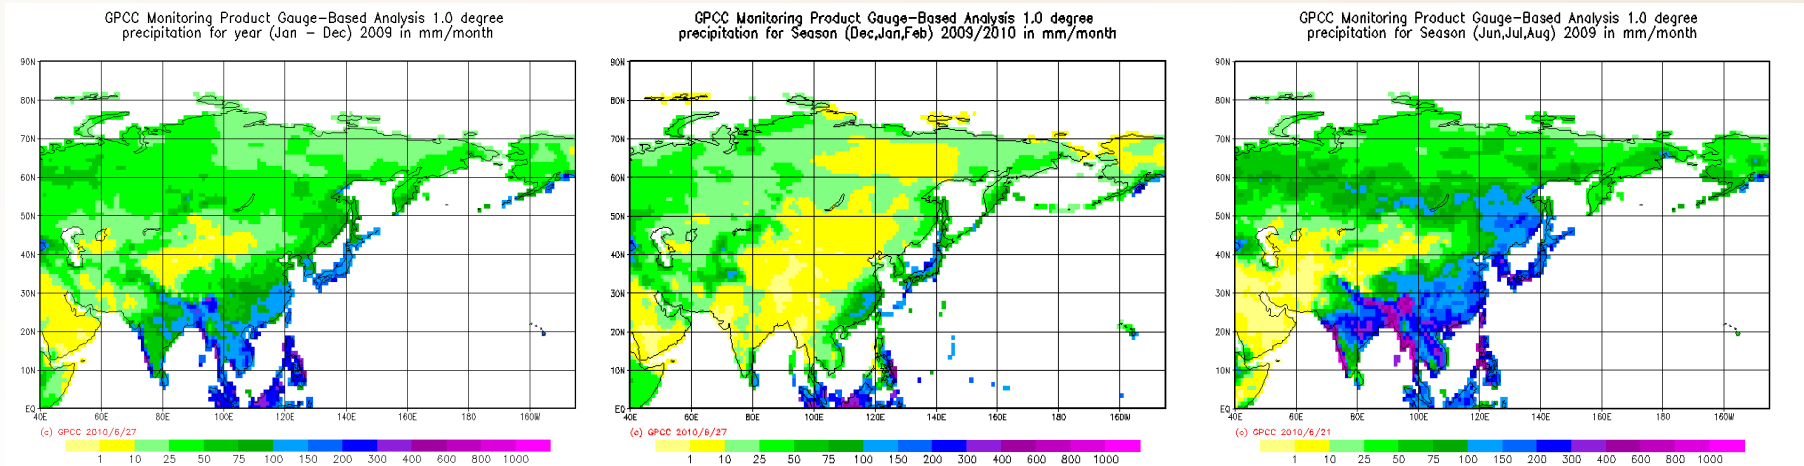 GPCC Monitoring Product Gauge-Based Analysis 1.0 degree
precipitation for year (Jan - Dec) 2009 in mm/month
90N
80N
70N
60N
50N
40N
30N
20N
10N
EQ
40E 60E 80E 100E 120E 140E 160E 180 160W
(c) GPCC 2010/6/27
1 10 25 50 75 100 150 200 300 400 600 800 1000
GPCC Monitoring Product Gauge-Based Analysis 1.0 degree
precipitation for Season (Dec,Jan,Feb) 2009/2010 in mm/month
90N
80N
70N
60N
50N
40N
30N
20N
10N
EQ
40E 60E 80E 100E 120E 140E 160E 180 160W
(c) GPCC 2010/6/27
1 10 25 50 75 100 150 200 300 400 600 800 1000
GPCC Monitoring Product Gauge-Based Analysis 1.0 degree
precipitation for Season (Jun,Jul,Aug) 2009 in mm/month
90N
80N
70N
60N
50N
40N
30N
20N
10N
EQ
40E 60E 80E 100E 120E 140E 160E 180 160W
(c) GPCC 2010/6/21
1 10 25 50 75 100 150 200 300 400 600 800 1000